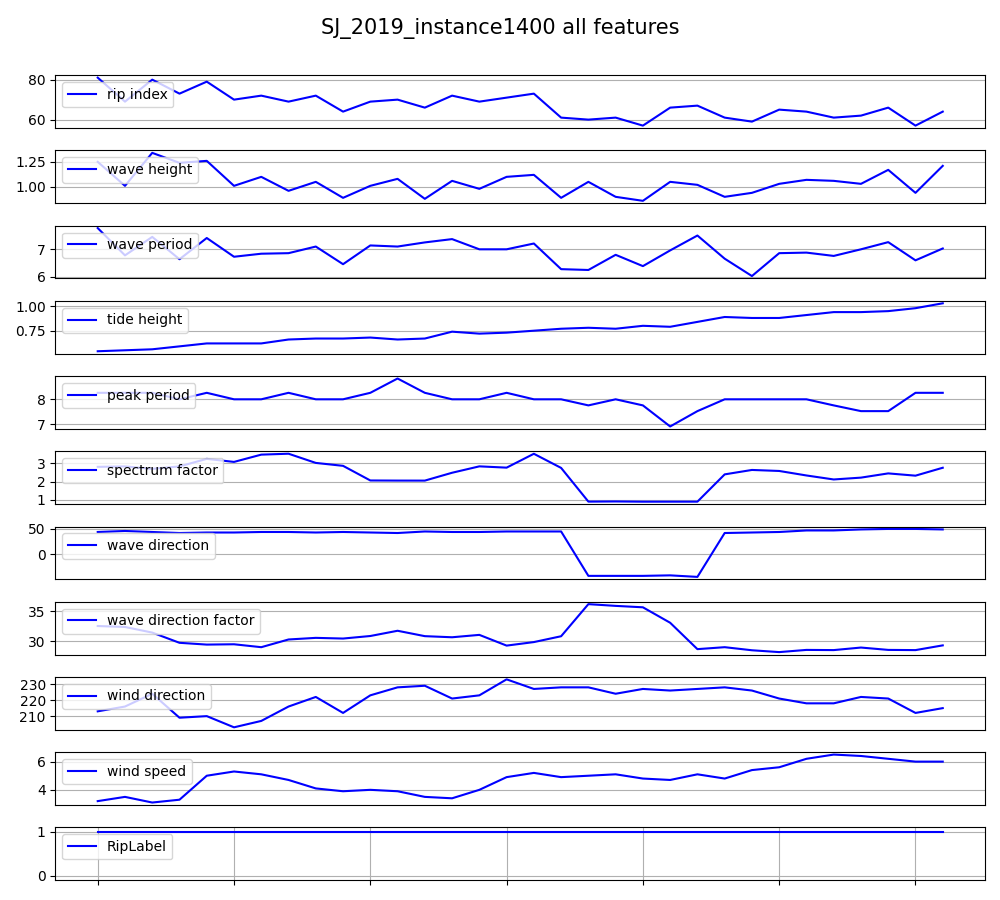 SJ_2019_instance1400 all features
80
60
rip index
1.25
1.00
wave height
7
6
wave period
1.00
0.75
tide height
8
7
peak period
3
2
1
spectrum factor
50
0
wave direction
35
30
wave direction factor
230
220
210
wind direction
6
4
wind speed
1
0
RipLabel